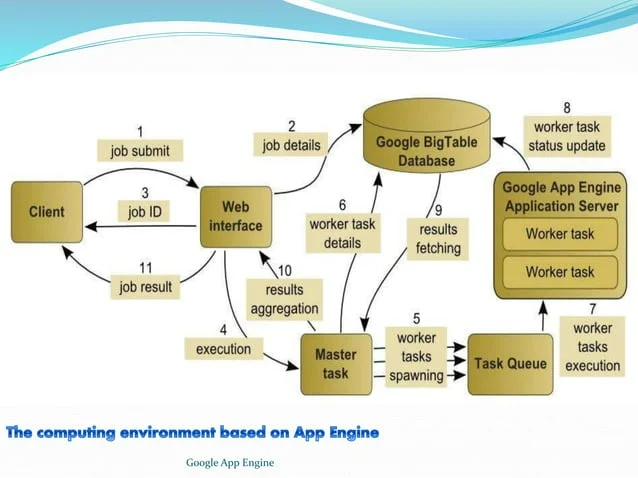 1
job submit
2
job details
Google BigTable
Database
8
worker task
status update
Client
3
job ID
Web
interface
6
worker task
details
9
results
fetching
Google App Engine
Application Server
Worker task
Worker task
11
job result
10
results
aggregation
4
execution
Master
task
5
worker
tasks
spawning
Task Queue
7
worker
tasks
execution
The computing environment based on App Engine
Google App Engine